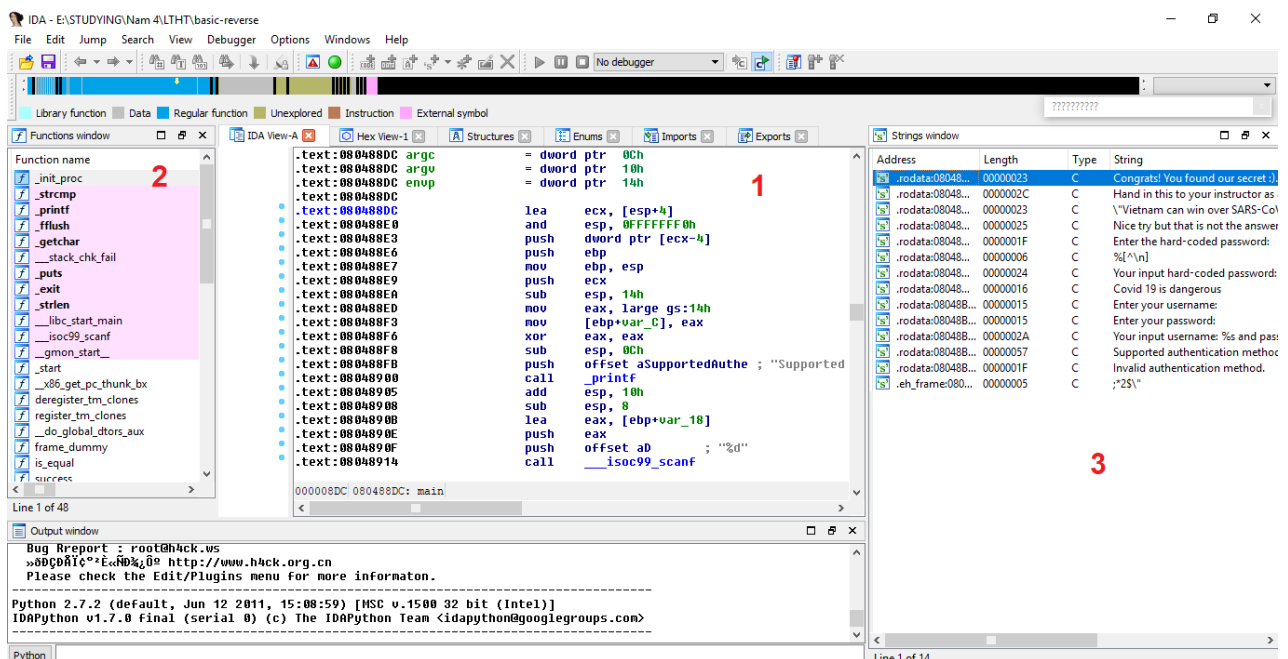 IDA - E:\STUDYING\Nam 4\LTHT\basic-reverse
File Edit Jump Search View Debugger Options Windows Help
No debugger
Library function Data Regular function Unexplored Instruction External symbol
??????????
Functions window
Function name
2
_init_proc
_strcmp
_printf
_fflush
_getchar
___stack_chk_fail
_puts
_exit
_strlen
___libc_start_main
___isoc99_scanf
__gmon_start__
_start
__x86_get_pc_thunk_bx
deregister_tm_clones
register_tm_clones
__do_global_dtors_aux
frame_dummy
is_equal
success
Line 1 of 48
IDA View-A Hex View-1 Structures Enums Imports Exports
1
.text:080488DC argc = dword ptr 0Ch
.text:080488DC argv = dword ptr 10h
.text:080488DC envp = dword ptr 14h
.text:080488DC
.text:080488DC lea ecx, [esp+4]
.text:080488E0 and esp, 0FFFFFFF0h
.text:080488E3 push dword ptr [ecx-4]
.text:080488E6 push ebp
.text:080488E7 mov ebp, esp
.text:080488E9 push ecx
.text:080488EA sub esp, 14h
.text:080488ED mov eax, large gs:14h
.text:080488F3 mov [ebp+var_C], eax
.text:080488F6 xor eax, eax
.text:080488F8 sub esp, 0Ch
.text:080488FB push offset aSupportedAuthe ; "Supported
.text:08048900 call _printf
.text:08048905 add esp, 10h
.text:08048908 sub esp, 8
.text:0804890B lea eax, [ebp+var_18]
.text:0804890E push eax
.text:0804890F push offset aD ; "%d"
.text:08048914 call ___isoc99_scanf
000008DC 080488DC: main
Strings window
Address Length Type String
.rodata:08048... 00000023 C Congrats! You found our secret :).
.rodata:08048... 0000002C C Hand in this to your instructor as
.rodata:08048... 00000023 C \"Vietnam can win over SARS-CoV
.rodata:08048... 00000025 C Nice try but that is not the answer
.rodata:08048... 0000001F C Enter the hard-coded password:
.rodata:08048... 00000006 C %[^\n]
.rodata:08048... 00000024 C Your input hard-coded password:
.rodata:08048... 00000016 C Covid 19 is dangerous
.rodata:08048B... 00000015 C Enter your username:
.rodata:08048B... 00000015 C Enter your password:
.rodata:08048B... 0000002A C Your input username: %s and pass
.rodata:08048B... 00000057 C Supported authentication method
.rodata:08048B... 0000001F C Invalid authentication method.
.eh_frame:080... 00000005 C ;*2$\"
3
Line 1 of 14
Output window
Bug Rreport : root@h4ck.ws
http://www.h4ck.org.cn
Please check the Edit/Plugins menu for more informaton.
---------------------------------------------------------------------------------
Python 2.7.2 (default, Jun 12 2011, 15:08:59) [MSC v.1500 32 bit (Intel)]
IDAPython v1.7.0 final (serial 0) (c) The IDAPython Team <idapython@googlegroups.com>
---------------------------------------------------------------------------------
Python